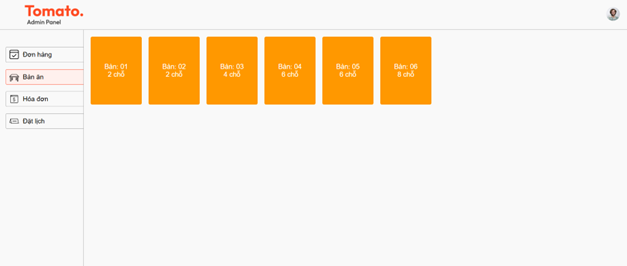 Tomato.
Admin Panel
Đơn hàng
Bàn ăn
Hóa đơn
Đặt lịch
Bàn: 01
2 chỗ
Bàn: 02
2 chỗ
Bàn: 03
4 chỗ
Bàn: 04
6 chỗ
Bàn: 05
6 chỗ
Bàn: 06
8 chỗ